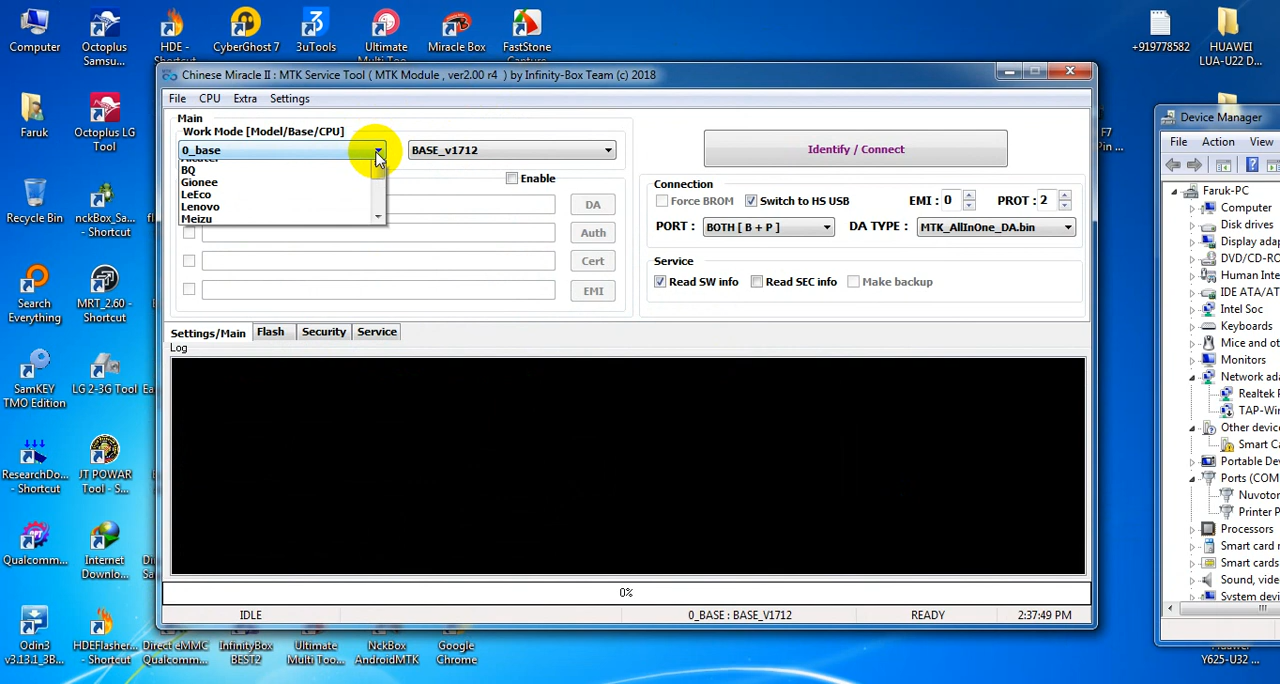 Computer
Octoplus
Samsu...
HDE -
Shortcut
CyberGhost 7
3uTools
Ultimate
Multi Too...
Miracle Box
FastStone
Capture
+919778582
HUAWEI
LUA-U22 D...
Faruk
Octoplus LG
Tool
Recycle Bin
nckBox_Sa...
- Shortcut
Search
Everything
MRT_2.60 -
Shortcut
SamKEY
TMO Edition
LG 2-3G Tool
Ea
ResearchDo...
- Shortcut
JT POWAR
Tool - S...
Qualcomm...
Internet
Downlo...
Di
Sa
Odin3
v3.13.1_3B...
HDEFlasher...
- Shortcut
Direct eMMC
Qualcomm...
InfinityBox
BEST2
Ultimate
Multi Too...
NckBox
AndroidMTK
Google
Chrome
Chinese Miracle II : MTK Service Tool ( MTK Module , ver2.00 r4 ) by Infinity-Box Team (c) 2018
File CPU Extra Settings
Main
Work Mode [Model/Base/CPU]
0_base
BASE_v1712
BQ
Gionee
LeEco
Lenovo
Meizu
Enable
DA
Auth
Cert
EMI
Identify / Connect
Connection
Force BROM
Switch to HS USB
EMI : 0
PROT : 2
PORT : BOTH [ B + P ]
DA TYPE : MTK_AllInOne_DA.bin
Service
Read SW info
Read SEC info
Make backup
Settings/Main Flash Security Service
Log
0%
IDLE
0_BASE : BASE_V1712
READY
2:37:49 PM
F7
Pin ...
Device Manager
File Action View
Faruk-PC
Computer
Disk drives
Display adap
DVD/CD-RO
Human Inte
IDE ATA/AT
Intel Soc
Keyboards
Mice and ot
Monitors
Network ada
Realtek P
TAP-Win
Other device
Smart Ca
Portable Dev
Ports (COM
Nuvoton
Printer P
Processors
Smart card r
Smart cards
Sound, video
System devi
Y625-U32 ...